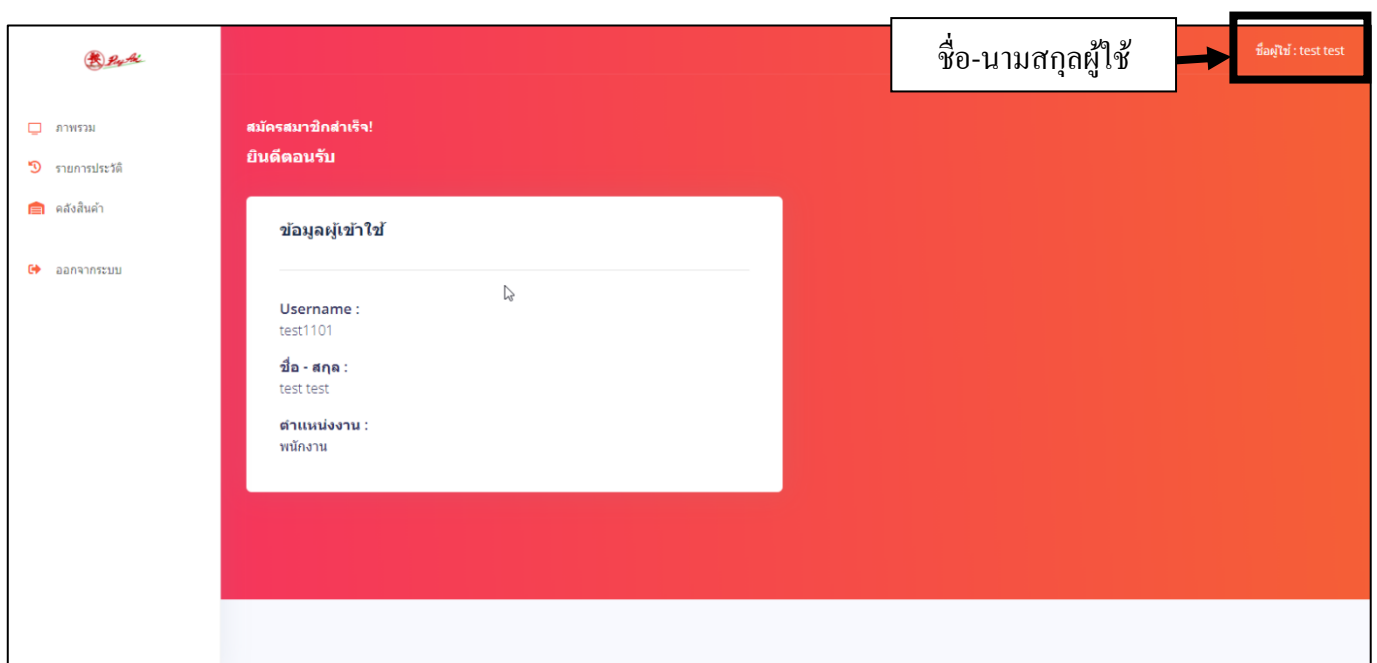 ชื่อ-นามสกุลผู้ใช้
ชื่อผู้ใช้ : test test
ภาพรวม
รายการประวัติ
คลังสินค้า
ออกจากระบบ
สมัครสมาชิกสำเร็จ!
ยินดีตอนรับ
ข้อมูลผู้เข้าใช้
Username :
test1101
ชื่อ - สกุล :
test test
ตำแหน่งงาน :
พนักงาน